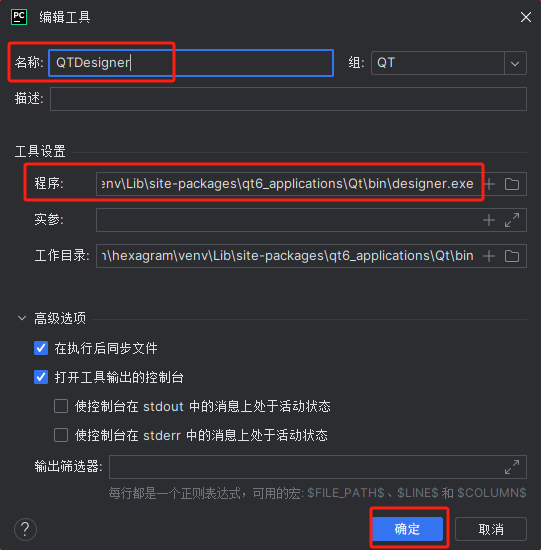 PC 编辑工具
名称: QTDesigner 组: QT
描述:
工具设置
程序: env\Lib\site-packages\qt6_applications\Qt\bin\designer.exe
实参:
工作目录: n\hexagram\venv\Lib\site-packages\qt6_applications\Qt\bin
高级选项
在执行后同步文件
打开工具输出的控制台
使控制台在 stdout 中的消息上处于活动状态
使控制台在 stderr 中的消息上处于活动状态
输出筛选器:
每行都是一个正则表达式，可用的宏: $FILE_PATH$、$LINE$ 和 $COLUMN$
? 确定 取消